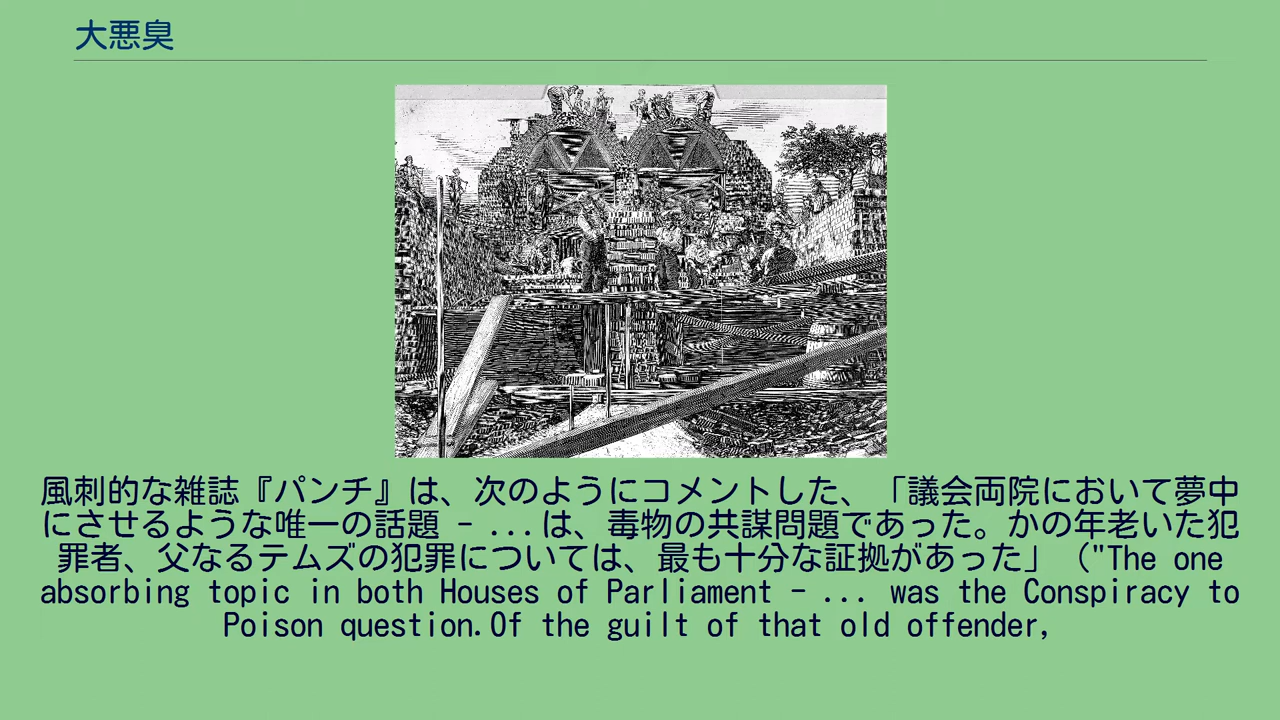 大悪臭
風刺的な雑誌『パンチ』は、次のようにコメントした、「議会両院において夢中
にさせるような唯一の話題 – ...は、毒物の共謀問題であった。かの年老いた犯
罪者、父なるテムズの犯罪については、最も十分な証拠があった」（"The one
absorbing topic in both Houses of Parliament – ... was the Conspiracy to
Poison question.Of the guilt of that old offender,